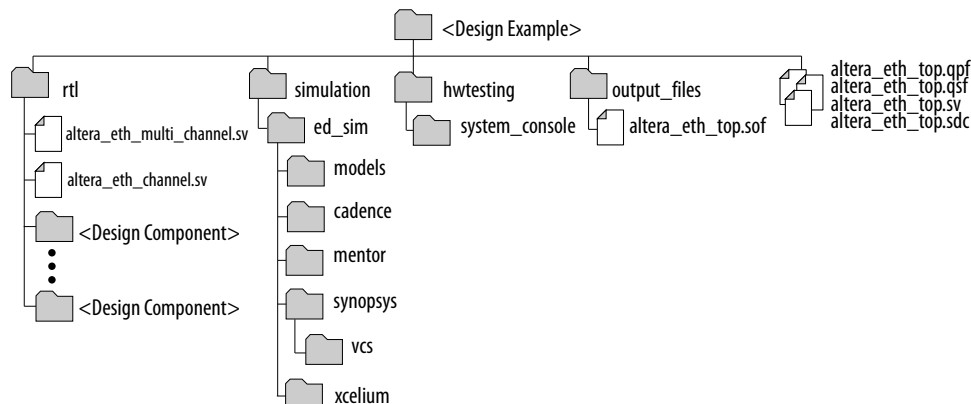 <Design Example>
rtl
altera_eth_multi_channel.sv
altera_eth_channel.sv
<Design Component>
<Design Component>
simulation
ed_sim
models
cadence
mentor
synopsys
vcs
xcelium
hwtesting
system_console
output_files
altera_eth_top.sof
altera_eth_top.qpf
altera_eth_top.qsf
altera_eth_top.sv
altera_eth_top.sdc